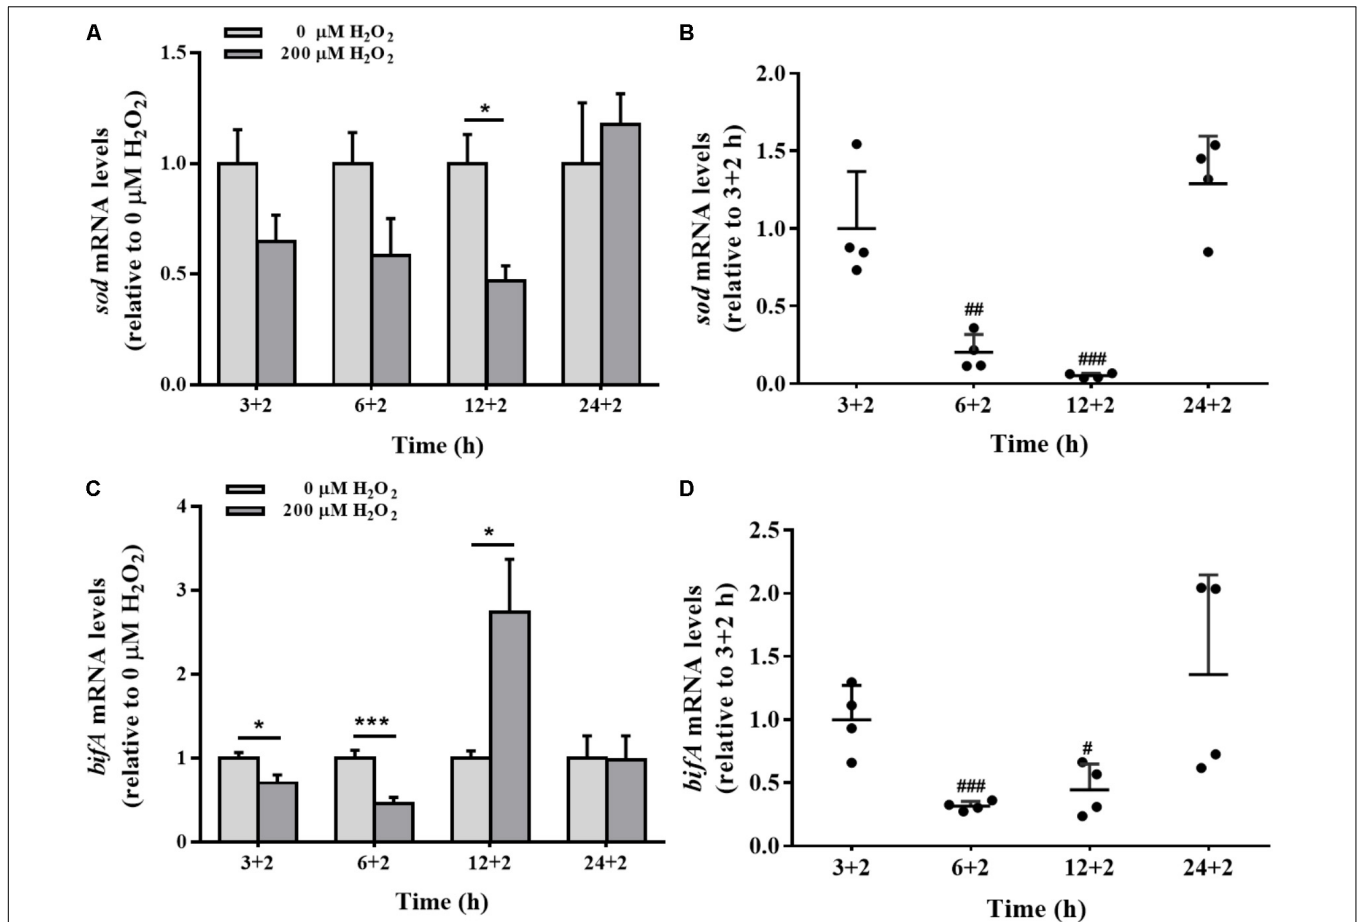 A
0 μM H₂O₂
200 μM H₂O₂
sod mRNA levels
(relative to 0 μM H₂O₂)
1.5
1.0
0.5
0.0
*
3+2 6+2 12+2 24+2
Time (h)
B
sod mRNA levels
(relative to 3+2 h)
2.0
1.5
1.0
0.5
0.0
##
###
3+2 6+2 12+2 24+2
Time (h)
C
0 μM H₂O₂
200 μM H₂O₂
bifA mRNA levels
(relative to 0 μM H₂O₂)
4
3
2
1
0
*
***
*
3+2 6+2 12+2 24+2
Time (h)
D
bifA mRNA levels
(relative to 3+2 h)
2.5
2.0
1.5
1.0
0.5
0.0
###
#
3+2 6+2 12+2 24+2
Time (h)